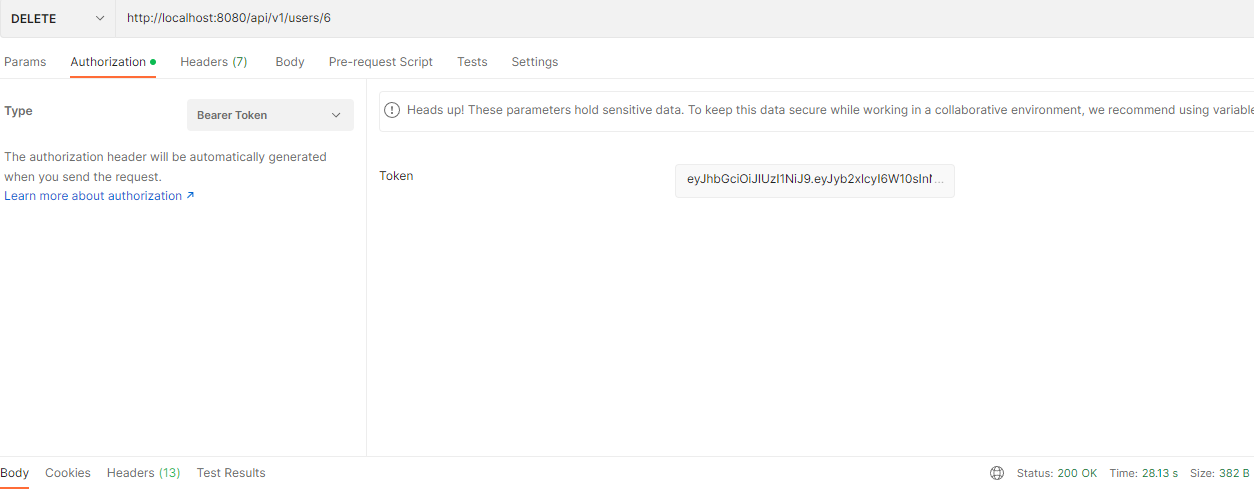 DELETE http://localhost:8080/api/v1/users/6
Params Authorization Headers (7) Body Pre-request Script Tests Settings
Type Bearer Token
Heads up! These parameters hold sensitive data. To keep this data secure while working in a collaborative environment, we recommend using variable
The authorization header will be automatically generated
when you send the request.
Learn more about authorization ↗
Token
Body Cookies Headers (13) Test Results Status: 200 OK Time: 28.13 s Size: 382 B